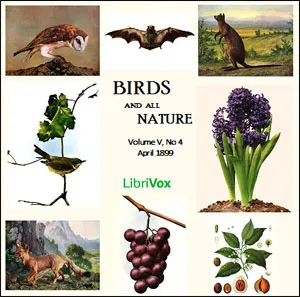 BIRDS
AND ALL
NATURE
Volume V, No 4
April 1899
LibriVox